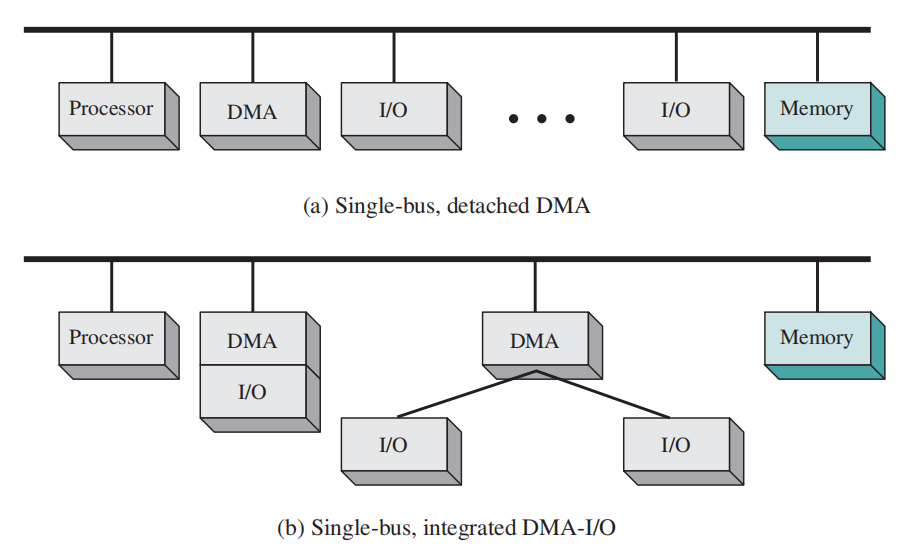 Processor
DMA
I/O
I/O
Memory
(a) Single-bus, detached DMA
Processor
DMA
DMA
Memory
I/O
I/O
I/O
(b) Single-bus, integrated DMA-I/O